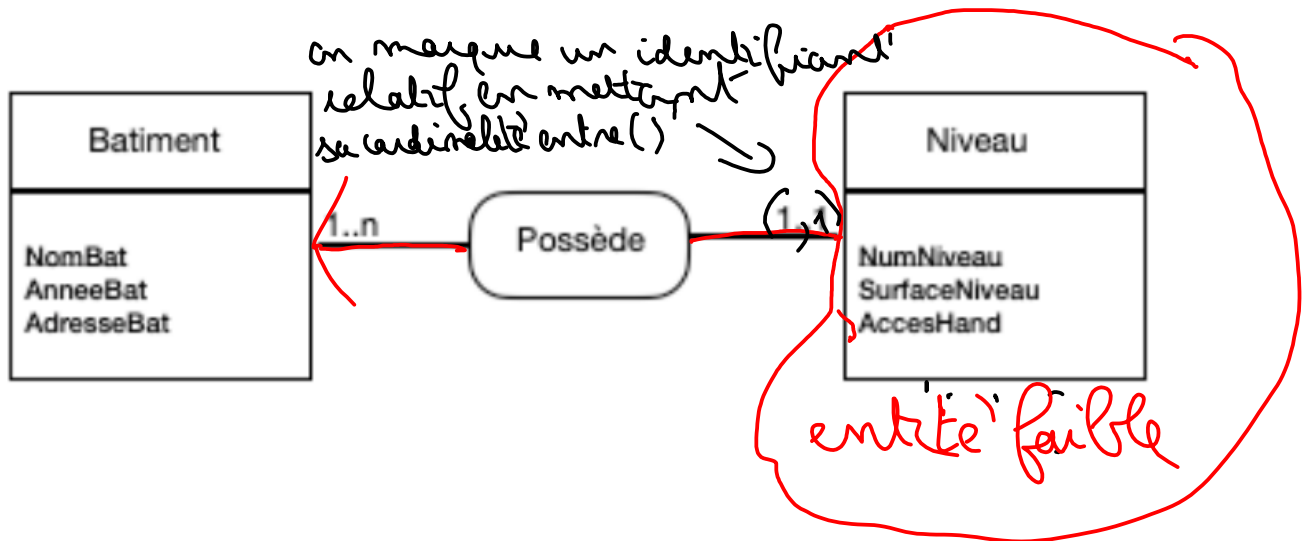 on marque un identifiant
relatif en mettant
sa cardinalité entre ()
Batiment
Niveau
1..n
Possède
(1,1)
NomBat
AnneeBat
AdresseBat
NumNiveau
SurfaceNiveau
AccesHand
entité faible